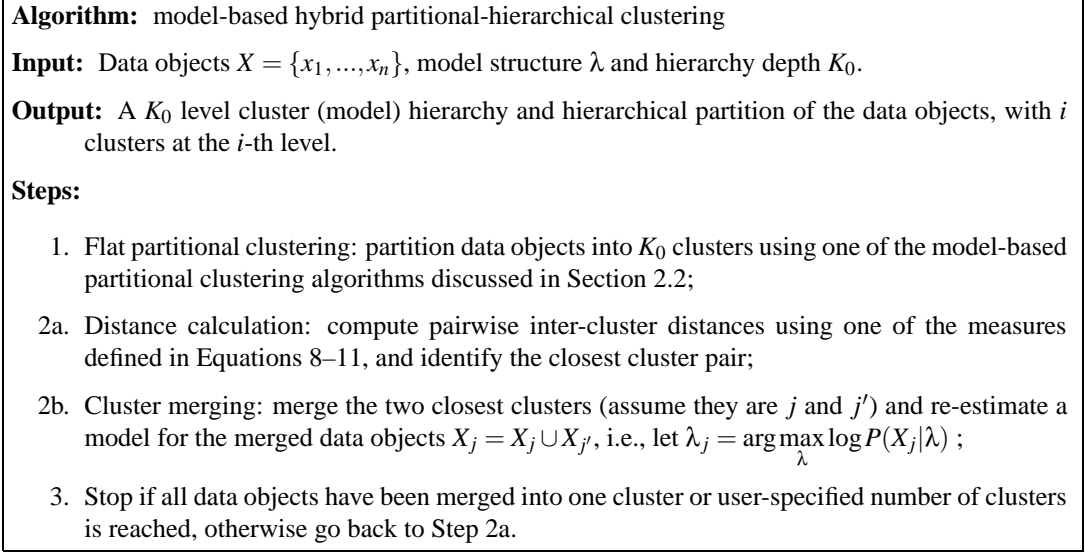 Algorithm: model-based hybrid partitional-hierarchical clustering
Input: Data objects X = {x₁,...,xₙ}, model structure λ and hierarchy depth K₀.
Output: A K₀ level cluster (model) hierarchy and hierarchical partition of the data objects, with i
clusters at the i-th level.
Steps:
1. Flat partitional clustering: partition data objects into K₀ clusters using one of the model-based
partitional clustering algorithms discussed in Section 2.2;
2a. Distance calculation: compute pairwise inter-cluster distances using one of the measures
defined in Equations 8–11, and identify the closest cluster pair;
2b. Cluster merging: merge the two closest clusters (assume they are j and j′) and re-estimate a
model for the merged data objects Xⱼ = Xⱼ ∪ Xⱼ′, i.e., let λⱼ = arg max log P(Xⱼ|λ) ;
λ
3. Stop if all data objects have been merged into one cluster or user-specified number of clusters
is reached, otherwise go back to Step 2a.